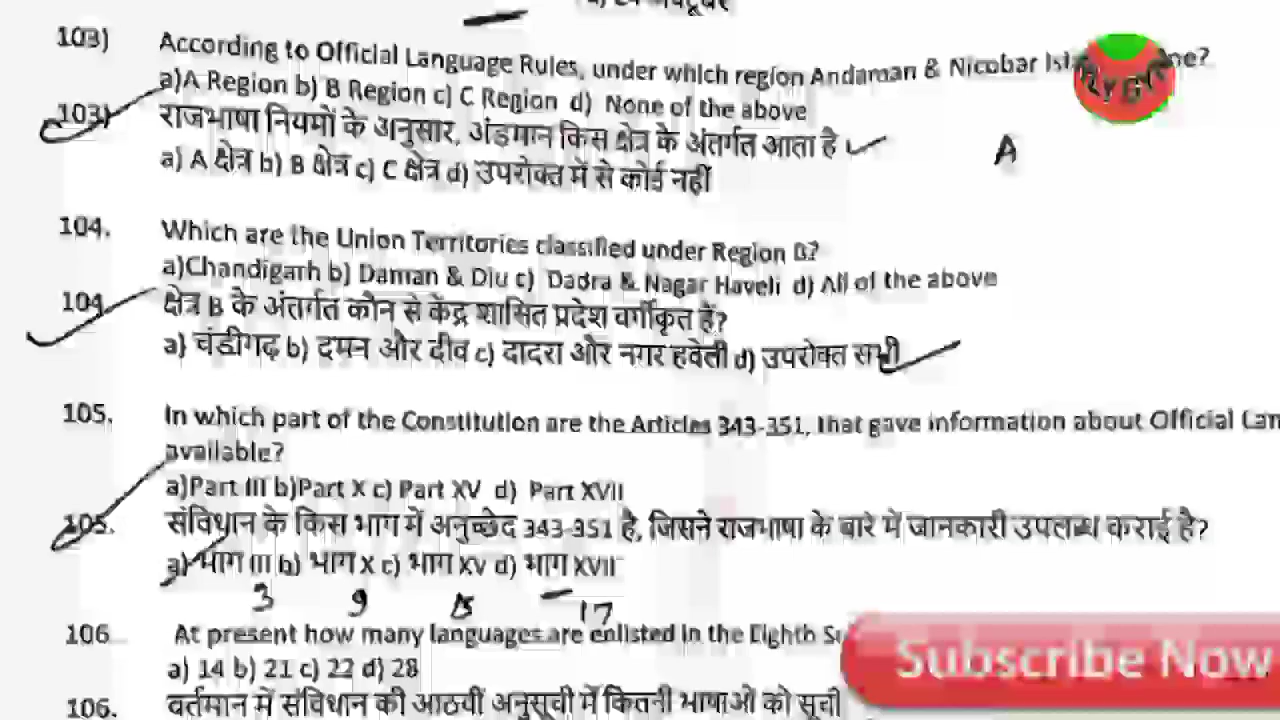 103) According to Official Language Rules, under which region Andaman & Nicobar
a)A Region b) B Region c) C Region d) None of the above
103) राजभाषा नियमों के अनुसार, अंडमान किस क्षेत्र के अंतर्गत आता है
A
a) A क्षेत्र b) B क्षेत्र c) C क्षेत्र d) उपरोक्त में से कोई नहीं
104. Which are the Union Territories classified under Region B?
a)Chandigarh b) Daman & Diu c) Dadra & Nagar Haveli d) All of the above
104 क्षेत्र B के अंतर्गत कौन से केंद्र शासित प्रदेश वर्गीकृत हैं?
a) चंडीगढ़ b) दमन और दीव c) दादरा और नगर हवेली d) उपरोक्त सभी
105. In which part of the Constitution are the Articles 343-351, that gave information about Official
available?
a)Part III b)Part X c) Part XV d) Part XVII
105. संविधान के किस भाग में अनुच्छेद 343-351 है, जिसने राजभाषा के बारे में जानकारी उपलब्ध कराई है?
a) भाग III b) भाग X c) भाग XV d) भाग XVII
3 9 15 17
106. At present how many languages are enlisted in the Eighth
a) 14 b) 21 c) 22 d) 28
106. वर्तमान में संविधान की आठवीं अनुसूची में कितनी भाषाओं को सूची
Subscribe Now